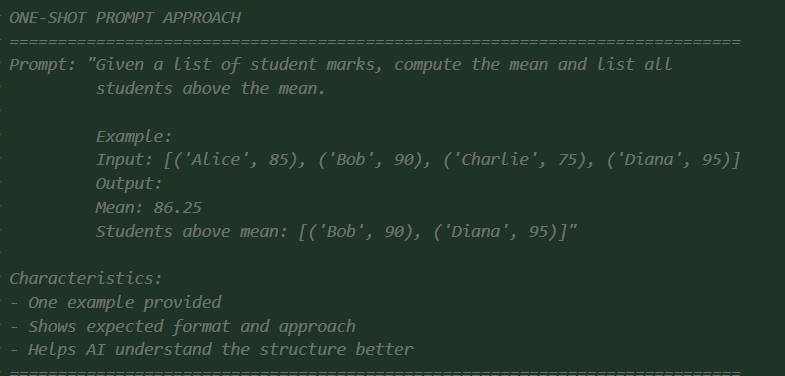 ONE-SHOT PROMPT APPROACH
============================================================================
Prompt: "Given a list of student marks, compute the mean and list all
students above the mean.
Example:
Input: [('Alice', 85), ('Bob', 90), ('Charlie', 75), ('Diana', 95)]
Output:
Mean: 86.25
Students above mean: [('Bob', 90), ('Diana', 95)]"
Characteristics:
- One example provided
- Shows expected format and approach
- Helps AI understand the structure better
============================================================================